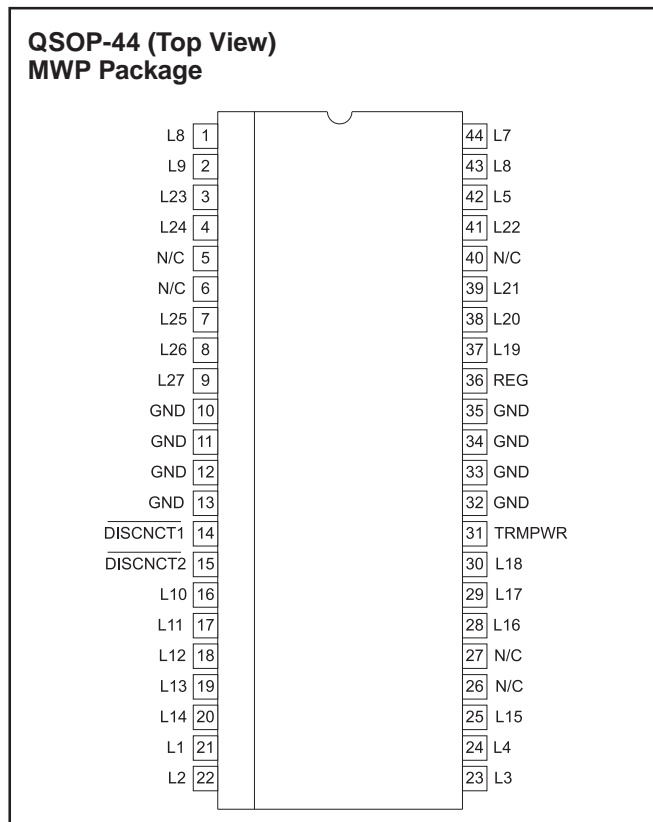 QSOP-44 (Top View)
MWP Package
L8 1 44 L7
L9 2 43 L8
L23 3 42 L5
L24 4 41 L22
N/C 5 40 N/C
N/C 6 39 L21
L25 7 38 L20
L26 8 37 L19
L27 9 36 REG
GND 10 35 GND
GND 11 34 GND
GND 12 33 GND
GND 13 32 GND
DISCNCT1 14 31 TRMPWR
DISCNCT2 15 30 L18
L10 16 29 L17
L11 17 28 L16
L12 18 27 N/C
L13 19 26 N/C
L14 20 25 L15
L1 21 24 L4
L2 22 23 L3